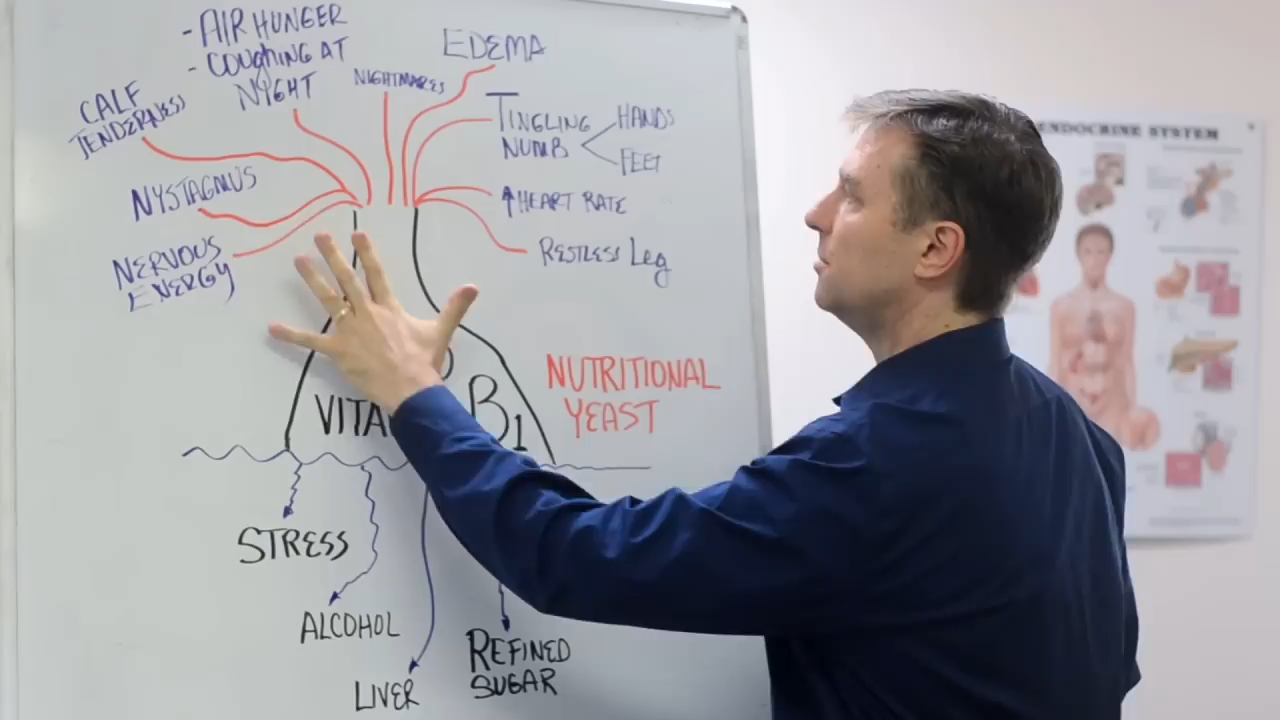 - AIR HUNGER
- COUGHING AT
NIGHT
EDEMA
NIGHTMARES
CALF
TENDERNESS
TINGLING
NUMB
HANDS
FEET
NYSTAGMUS
↑ HEART RATE
NERVOUS
ENERGY
RESTLESS Leg
NUTRITIONAL
YEAST
VITA
B1
STRESS
ALCOHOL
LIVER
REFINED
SUGAR
ENDOCRINE SYSTEM